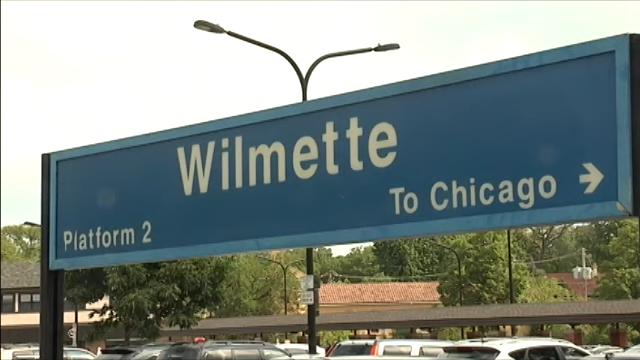 Wilmette
To Chicago →
Platform 2